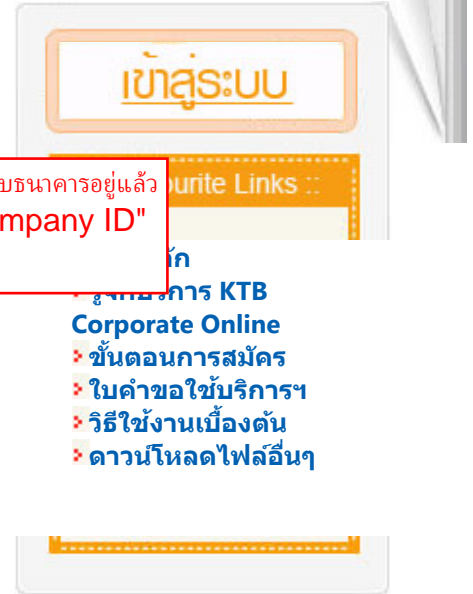 เข้าสู่ระบบ
ourite Links ::
บธนาคารอยู่แล้ว
mpany ID"
การ KTB
Corporate Online
ขั้นตอนการสมัคร
ใบคำขอใช้บริการฯ
วิธีใช้งานเบื้องต้น
ดาวน์โหลดไฟล์อื่นๆ